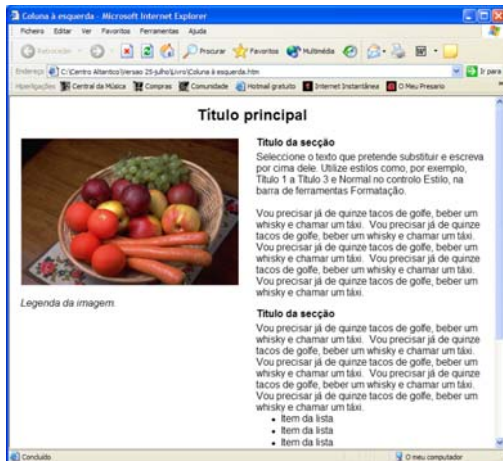 Coluna à esquerda - Microsoft Internet Explorer
Ficheiro Editar Ver Favoritos Ferramentas Ajuda
Retroceder Procurar Favoritos Multimédia
Endereço C:\Centro Atlantico\Versao 25-julho\Livro\Coluna à esquerda.htm Ir para
Hiperligações Central da Música Compras Comunidade Hotmail gratuito Internet Instantânea O Meu Presario
Título principal
Título da secção
Seleccione o texto que pretende substituir e escreva
por cima dele. Utilize estilos como, por exemplo,
Título 1 a Título 3 e Normal no controlo Estilo, na
barra de ferramentas Formatação.
Vou precisar já de quinze tacos de golfe, beber um
whisky e chamar um táxi. Vou precisar já de quinze
tacos de golfe, beber um whisky e chamar um táxi.
Vou precisar já de quinze tacos de golfe, beber um
whisky e chamar um táxi. Vou precisar já de quinze
tacos de golfe, beber um whisky e chamar um táxi.
Vou precisar já de quinze tacos de golfe, beber um
whisky e chamar um táxi.
Legenda da imagem.
Título da secção
Vou precisar já de quinze tacos de golfe, beber um
whisky e chamar um táxi. Vou precisar já de quinze
tacos de golfe, beber um whisky e chamar um táxi.
Vou precisar já de quinze tacos de golfe, beber um
whisky e chamar um táxi. Vou precisar já de quinze
tacos de golfe, beber um whisky e chamar um táxi.
Vou precisar já de quinze tacos de golfe, beber um
whisky e chamar um táxi.
• Item da lista
• Item da lista
• Item da lista
Concluído O meu computador